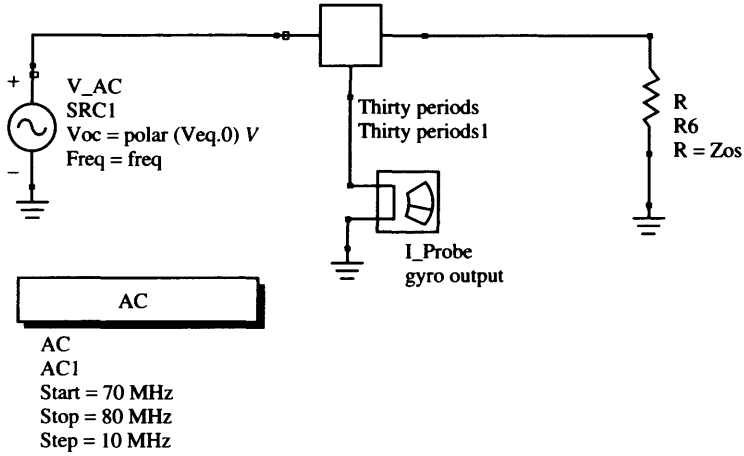 +
V_AC
SRC1
Voc = polar (Veq.0) V
Freq = freq
−
Thirty periods
Thirty periods1
R
R6
R = Zos
I_Probe
gyro output
AC
AC
AC1
Start = 70 MHz
Stop = 80 MHz
Step = 10 MHz